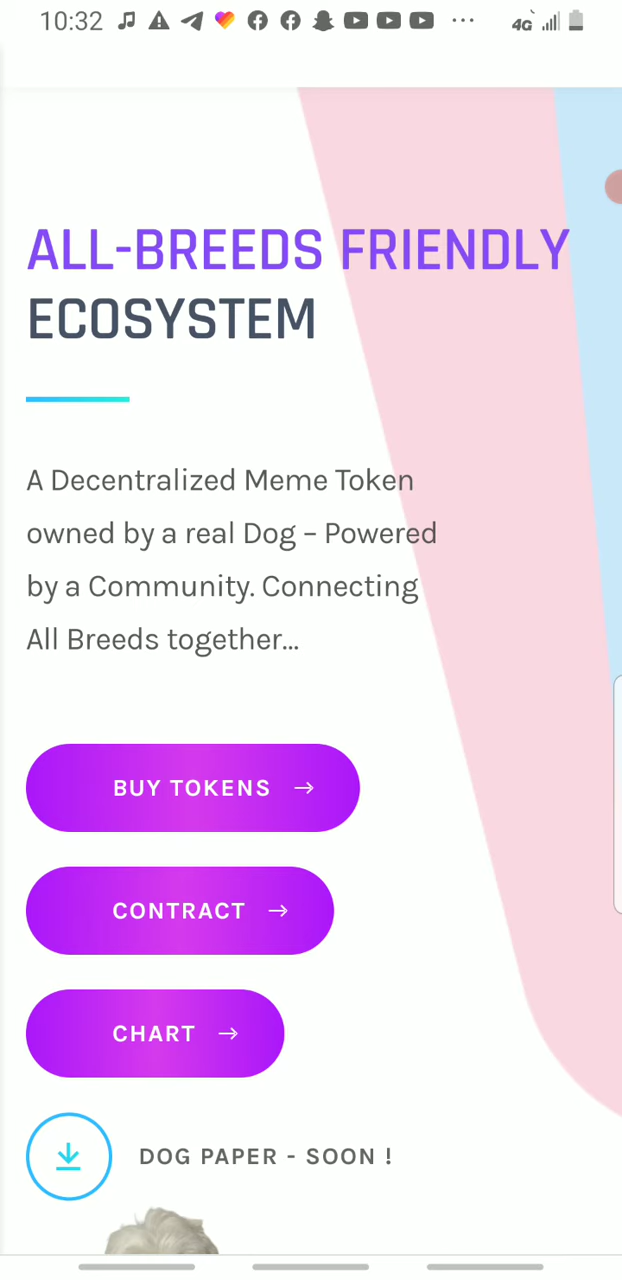 10:32
4G
ALL-BREEDS FRIENDLY
ECOSYSTEM
A Decentralized Meme Token
owned by a real Dog – Powered
by a Community. Connecting
All Breeds together...
BUY TOKENS →
CONTRACT →
CHART →
DOG PAPER - SOON !